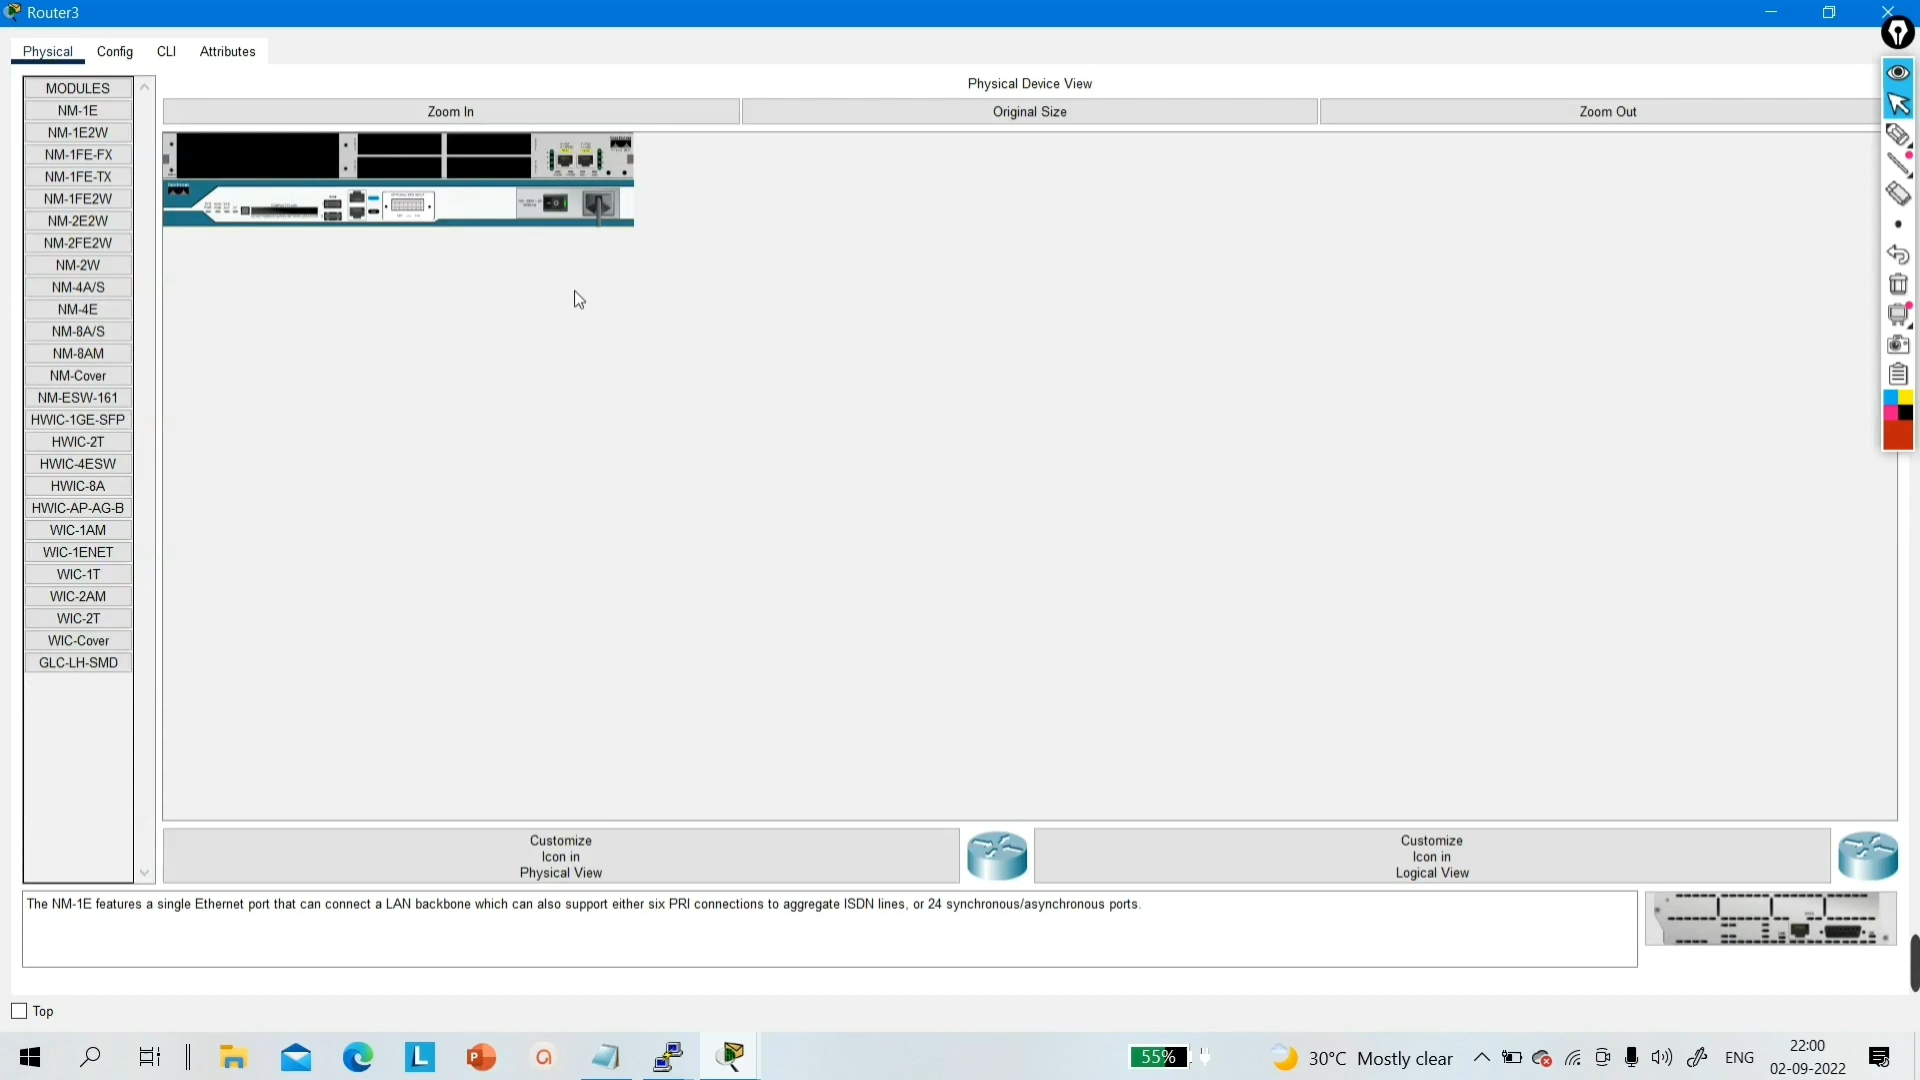 Router3
Physical Config CLI Attributes
MODULES
NM-1E
NM-1E2W
NM-1FE-FX
NM-1FE-TX
NM-1FE2W
NM-2E2W
NM-2FE2W
NM-2W
NM-4A/S
NM-4E
NM-8A/S
NM-8AM
NM-Cover
NM-ESW-161
HWIC-1GE-SFP
HWIC-2T
HWIC-4ESW
HWIC-8A
HWIC-AP-AG-B
WIC-1AM
WIC-1ENET
WIC-1T
WIC-2AM
WIC-2T
WIC-Cover
GLC-LH-SMD
Physical Device View
Zoom In Original Size Zoom Out
Customize
Icon in
Physical View
Customize
Icon in
Logical View
The NM-1E features a single Ethernet port that can connect a LAN backbone which can also support either six PRI connections to aggregate ISDN lines, or 24 synchronous/asynchronous ports.
Top
L
P
a
55%
30°C Mostly clear
ENG
22:00
02-09-2022